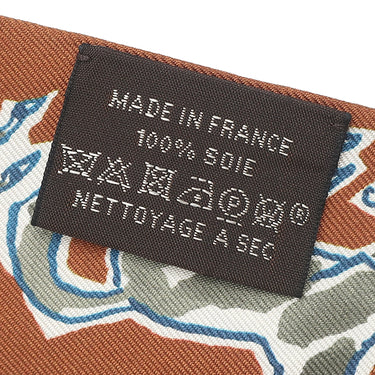 MADE IN FRANCE
100% SOIE
P ®
NETTOYAGE A SEC